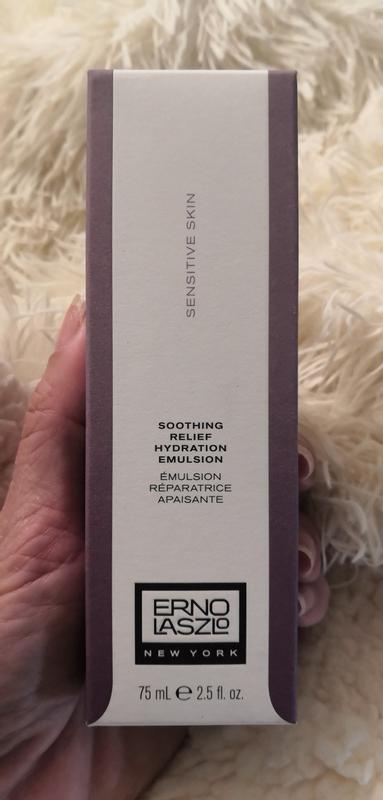 SENSITIVE SKIN
SOOTHING
RELIEF
HYDRATION
EMULSION
ÉMULSION
RÉPARATRICE
APAISANTE
ERNO
LASZLO
NEW YORK
75 mL ℮ 2.5 fl. oz.